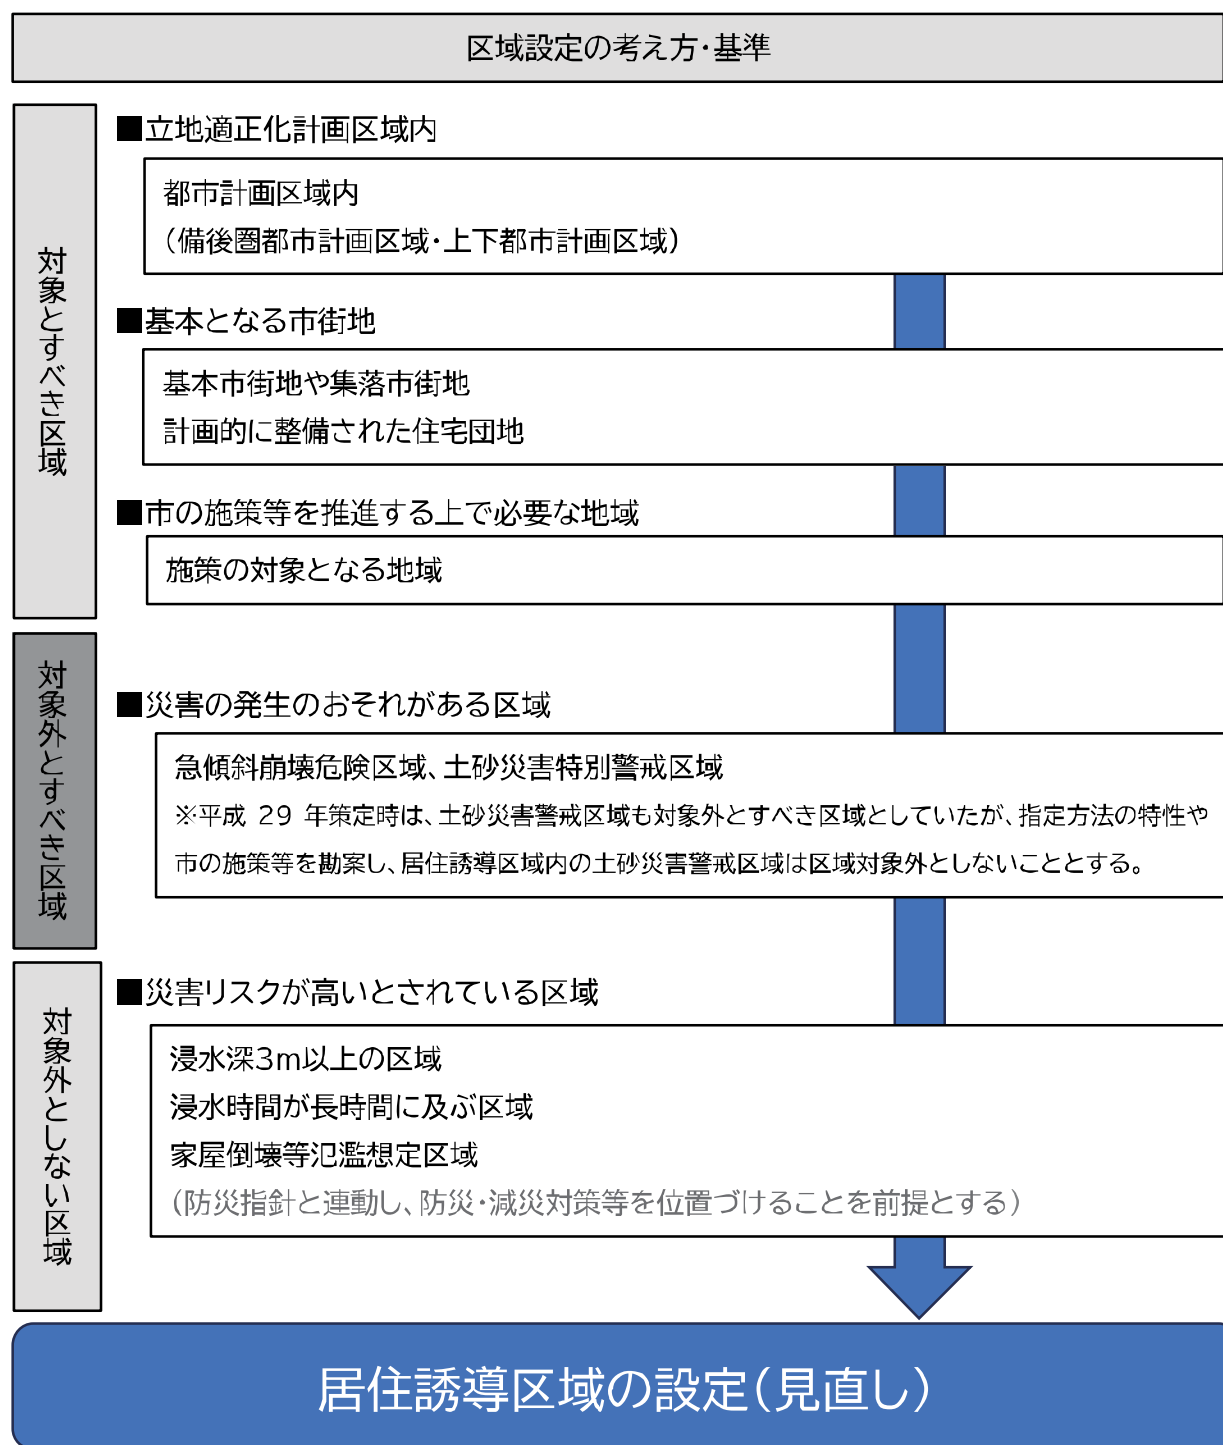 区域設定の考え方・基準
対象とすべき区域
■立地適正化計画区域内
都市計画区域内
（備後圏都市計画区域・上下都市計画区域）
■基本となる市街地
基本市街地や集落市街地
計画的に整備された住宅団地
■市の施策等を推進する上で必要な地域
施策の対象となる地域
対象外とすべき区域
■災害の発生のおそれがある区域
急傾斜崩壊危険区域、土砂災害特別警戒区域
※平成 29 年策定時は、土砂災害警戒区域も対象外とすべき区域としていたが、指定方法の特性や
市の施策等を勘案し、居住誘導区域内の土砂災害警戒区域は区域対象外としないこととする。
対象外としない区域
■災害リスクが高いとされている区域
浸水深3m以上の区域
浸水時間が長時間に及ぶ区域
家屋倒壊等氾濫想定区域
（防災指針と連動し、防災・減災対策等を位置づけることを前提とする）
居住誘導区域の設定（見直し）